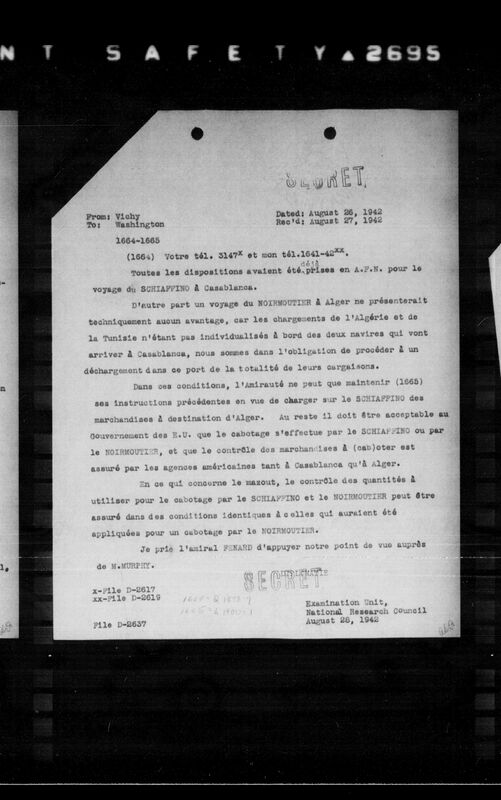 NT SAFETY▲2695
SECRET
From: Vichy
To: Washington
Dated: August 26, 1942
Rec'd: August 27, 1942
1664-1665
(1664) Votre tél. 3147x et mon tél.1641-42xx.
Toutes les dispositions avaient été déjà prises en A.F.N. pour le
voyage du SCHIAFFINO à Casablanca.
D'autre part un voyage du NOIRMOUTIER à Alger ne présenterait
techniquement aucun avantage, car les chargements de l'Algérie et de
la Tunisie n'étant pas individualisés à bord des deux navires qui vont
arriver à Casablanca, nous sommes dans l'obligation de procéder à un
déchargement dans ce port de la totalité de leurs cargaisons.
Dans ces conditions, l'Amirauté ne peut que maintenir (1665)
ses instructions précédentes en vue de charger sur le SCHIAFFINO des
marchandises à destination d'Alger. Au reste il doit être acceptable au
Gouvernement des E.U. que le cabotage s'effectue par le SCHIAFFINO ou par
le NOIRMOUTIER, et que le contrôle des marchandises à (cab)oter est
assuré par les agences américaines tant à Casablanca qu'à Alger.
En ce qui concerne le mazout, le contrôle des quantités à
utiliser pour le cabotage par le SCHIAFFINO et le NOIRMOUTIER peut être
assuré dans des conditions identiques à celles qui auraient été
appliquées pour un cabotage par le NOIRMOUTIER.
Je prie l'amiral FENARD d'appuyer notre point de vue auprès
de M.MURPHY.
SECRET
x-File D-2617
xx-File D-2619
File D-2637
Examination Unit,
National Research Council
August 28, 1942